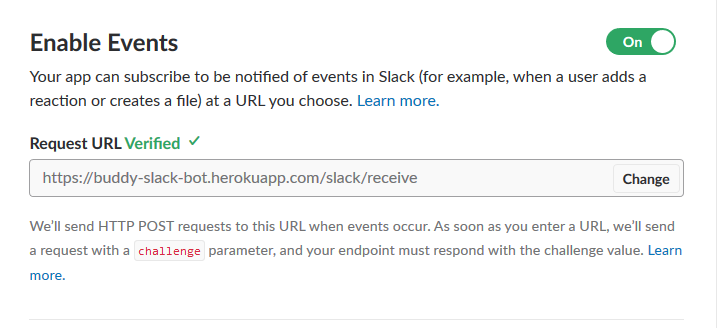 Enable Events
On
Your app can subscribe to be notified of events in Slack (for example, when a user adds a
reaction or creates a file) at a URL you choose. Learn more.
Request URL Verified ✓
https://buddy-slack-bot.herokuapp.com/slack/receive
Change
We’ll send HTTP POST requests to this URL when events occur. As soon as you enter a URL, we’ll send
a request with a challenge parameter, and your endpoint must respond with the challenge value. Learn
more.